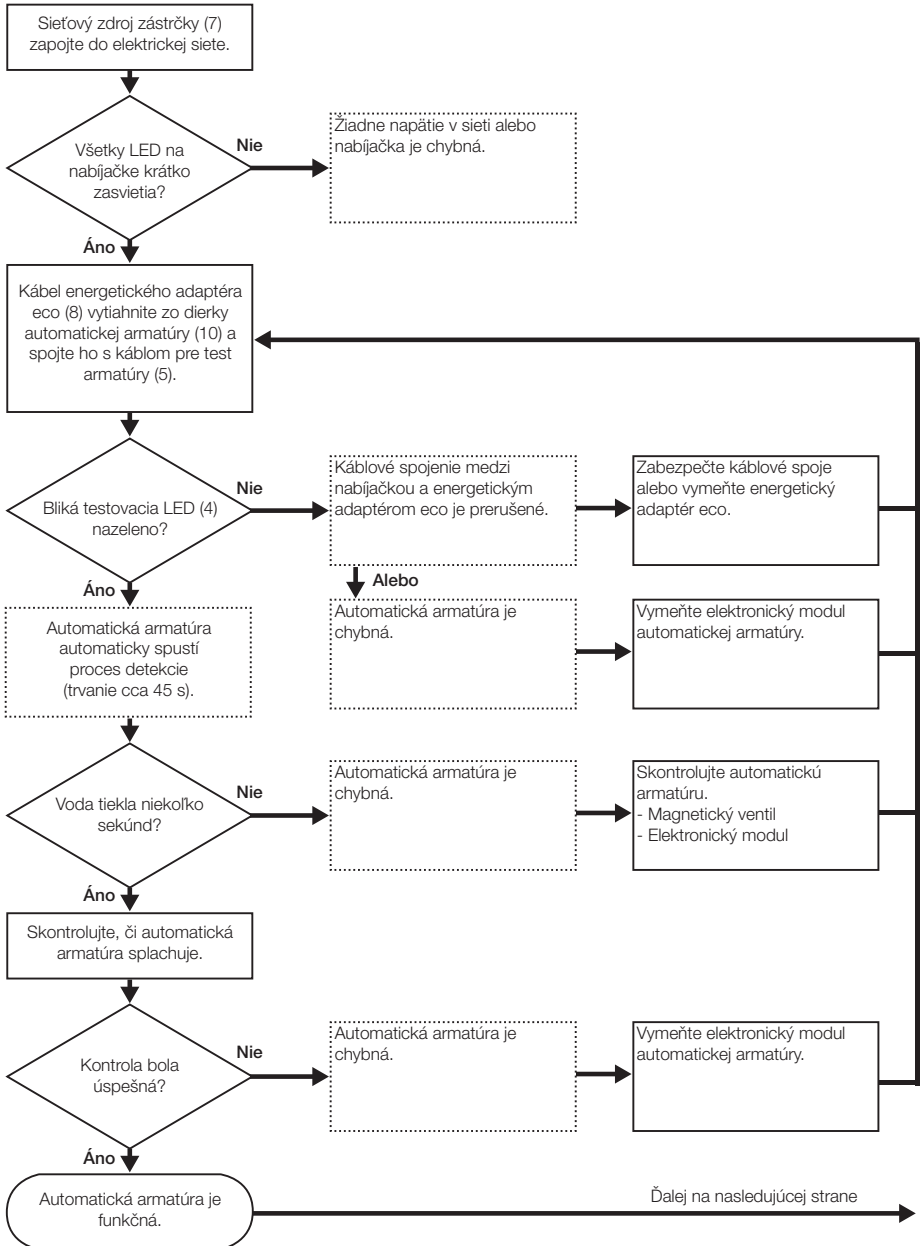 Sieťový zdroj zástrčky (7)
zapojte do elektrickej siete.
Všetky LED na
nabíjačke krátko
zasvietia?
Nie
Žiadne napätie v sieti alebo
nabíjačka je chybná.
Áno
Kábel energetického adaptéra
eco (8) vytiahnite zo dierky
automatickej armatúry (10) a
spojte ho s káblom pre test
armatúry (5).
Bliká testovacia LED (4)
nazeleno?
Nie
Káblové spojenie medzi
nabíjačkou a energetickým
adaptérom eco je prerušené.
Zabezpečte káblové spoje
alebo vymeňte energetický
adaptér eco.
Alebo
Automatická armatúra je
chybná.
Vymeňte elektronický modul
automatickej armatúry.
Áno
Automatická armatúra
automaticky spustí
proces detekcie
(trvanie cca 45 s).
Voda tiekla niekoľko
sekúnd?
Nie
Automatická armatúra je
chybná.
Skontrolujte automatickú
armatúru.
- Magnetický ventil
- Elektronický modul
Áno
Skontrolujte, či automatická
armatúra splachuje.
Kontrola bola
úspešná?
Nie
Automatická armatúra je
chybná.
Vymeňte elektronický modul
automatickej armatúry.
Áno
Automatická armatúra je
funkčná.
Ďalej na nasledujúcej strane